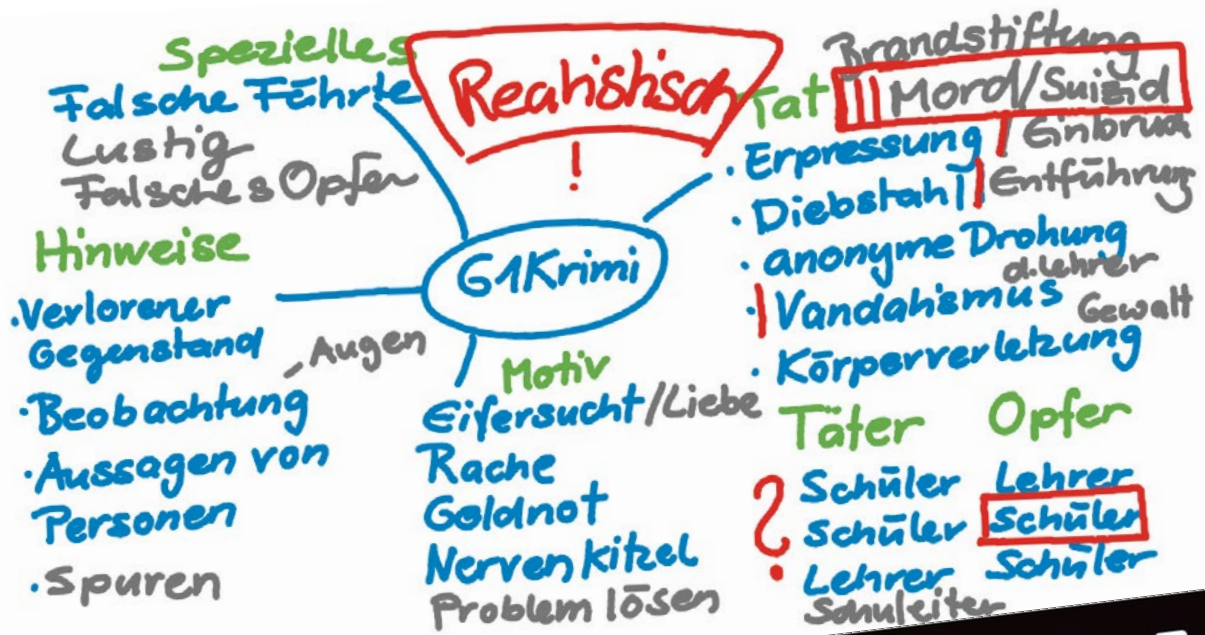 Spezielles
Falsche Fährte
Lustig
Falsches Opfer
Realistisch
!
Hinweise
·Verlorener
Gegenstand
Augen
·Beobachtung
·Aussagen von
Personen
·Spuren
G1Krimi
Motiv
Eifersucht/Liebe
Rache
Goldnot
Nervenkitzel
Problem lösen
Brandstiftung
Tat ||| Mord/Suizid
·Erpressung | Einbruch
·Diebstahl | Entführung
·anonyme Drohung
d. Lehrer
·| Vandalismus Gewalt
·Körperverletzung
Täter Opfer
? Schüler Lehrer
Schüler Schüler
Lehrer Schüler
Schuleiter